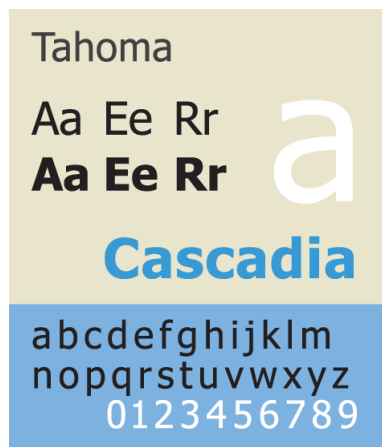 Tahoma
Aa Ee Rr
Aa Ee Rr
a
Cascadia
abcdefghijklm
nopqrstuvwxyz
0123456789